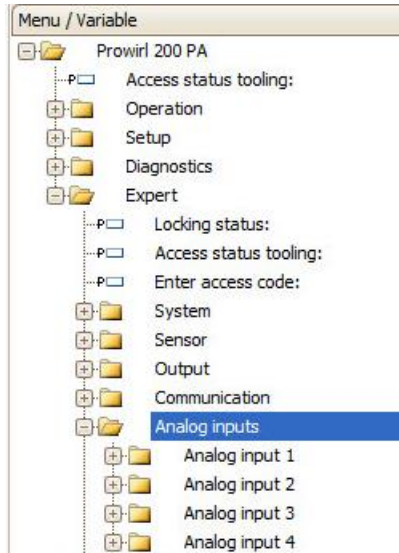 Menu / Variable
Prowirl 200 PA
Access status tooling:
Operation
Setup
Diagnostics
Expert
Locking status:
Access status tooling:
Enter access code:
System
Sensor
Output
Communication
Analog inputs
Analog input 1
Analog input 2
Analog input 3
Analog input 4